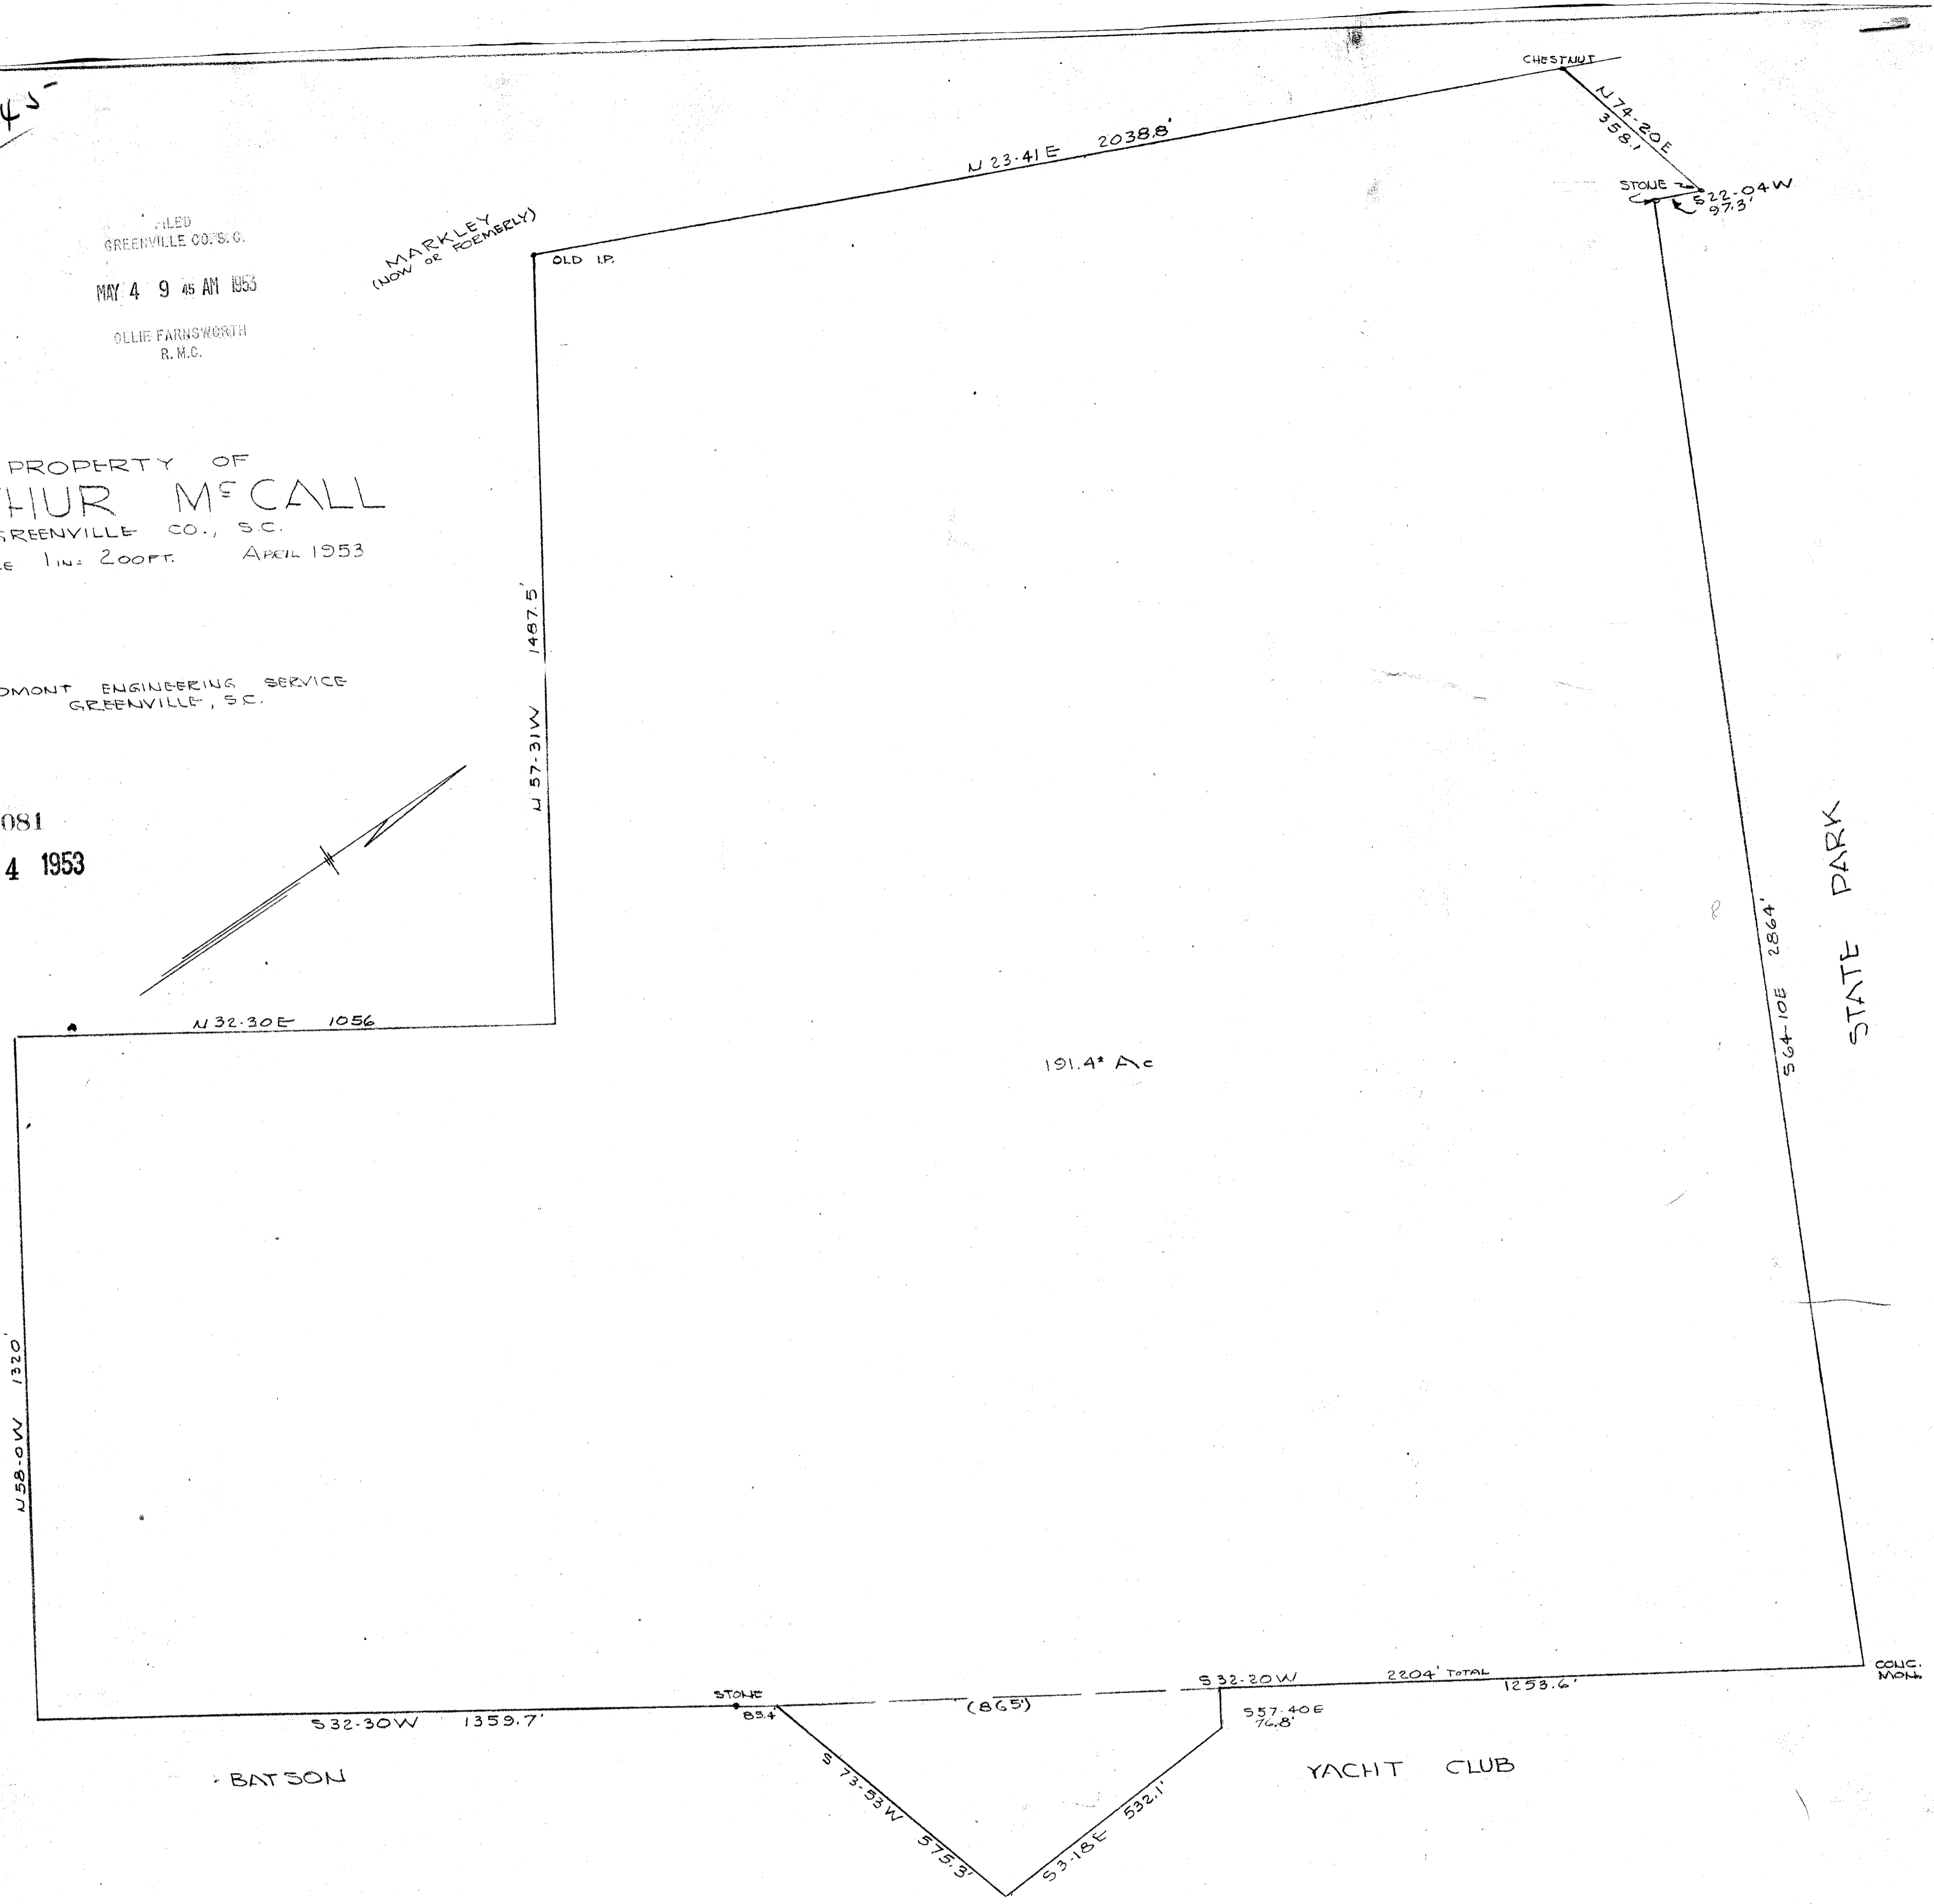 45
FILED
GREENVILLE CO. S. C.
MAY 4 9 45 AM 1953
OLLIE FARNSWORTH
R. M. C.
PROPERTY OF
THUR McCALL
GREENVILLE CO., S.C.
LE 1 IN = 200 FT. APRIL 1953
DMONT ENGINEERING SERVICE
GREENVILLE, S.C.
081
4 1953
MARKLEY
(NOW OR FORMERLY)
OLD I.P.
N 23-41 E 2038.8'
CHESTNUT
N 74-20 E
358.1
STONE
S 22-04 W
97.3'
N 57-31 W 1487.5'
N 32-30 E 1056
191.4± Ac
S 64-10 E 2864'
STATE PARK
N 58-0 W 1320'
S 32-30 W 1359.7'
STONE
85.4
(865')
S 32-20 W 2204' TOTAL
1253.6'
CONC.
MON.
S 57-40 E
76.8'
S 73-53 W 575.3'
S 3-18 E 532.1'
BATSON
YACHT CLUB